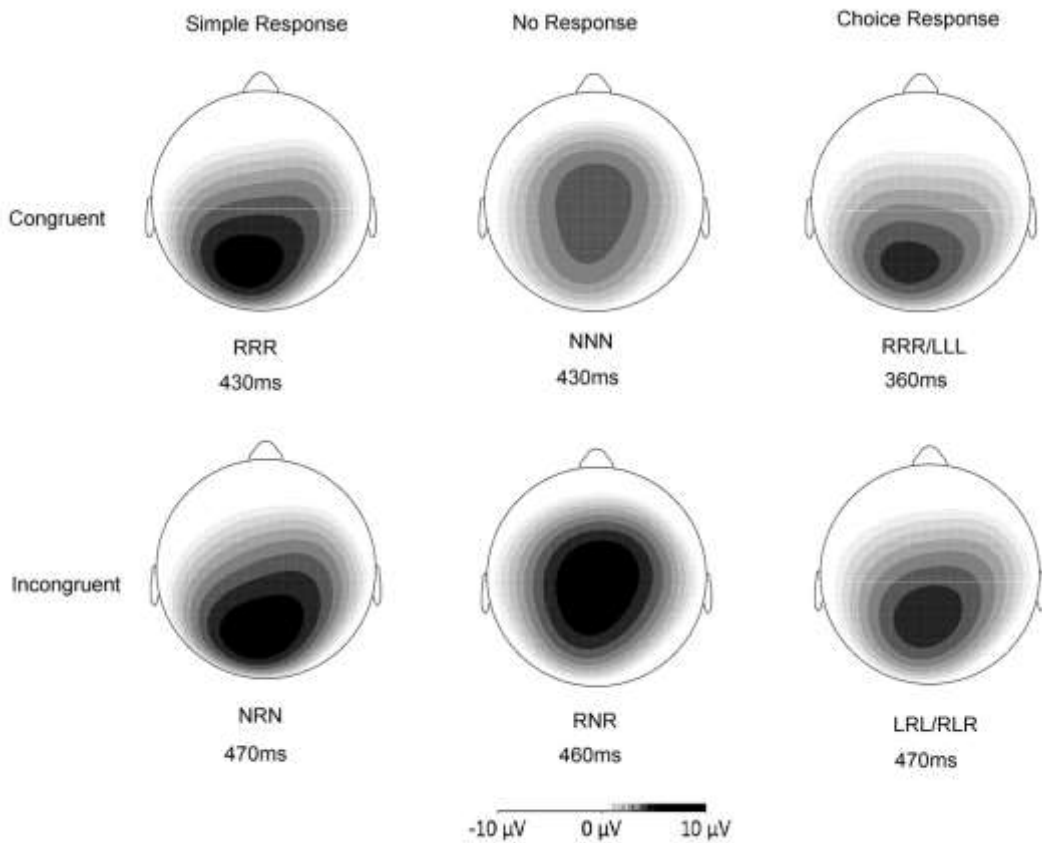 Simple Response No Response Choice Response
Congruent
RRR NNN RRR/LLL
430ms 430ms 360ms
Incongruent
NRN RNR LRL/RLR
470ms 460ms 470ms
-10 µV 0 µV 10 µV